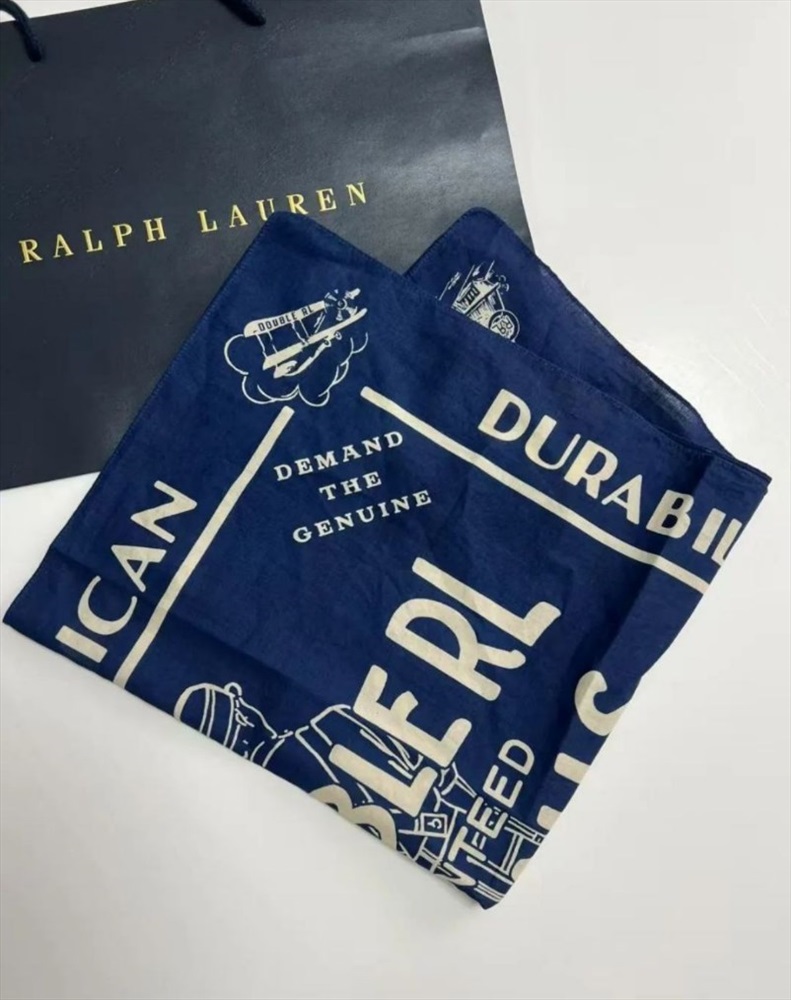 RALPH LAUREN
DOUBLE RL
DURABIL
DEMAND
THE
GENUINE
ICAN
BLE RL
TEED